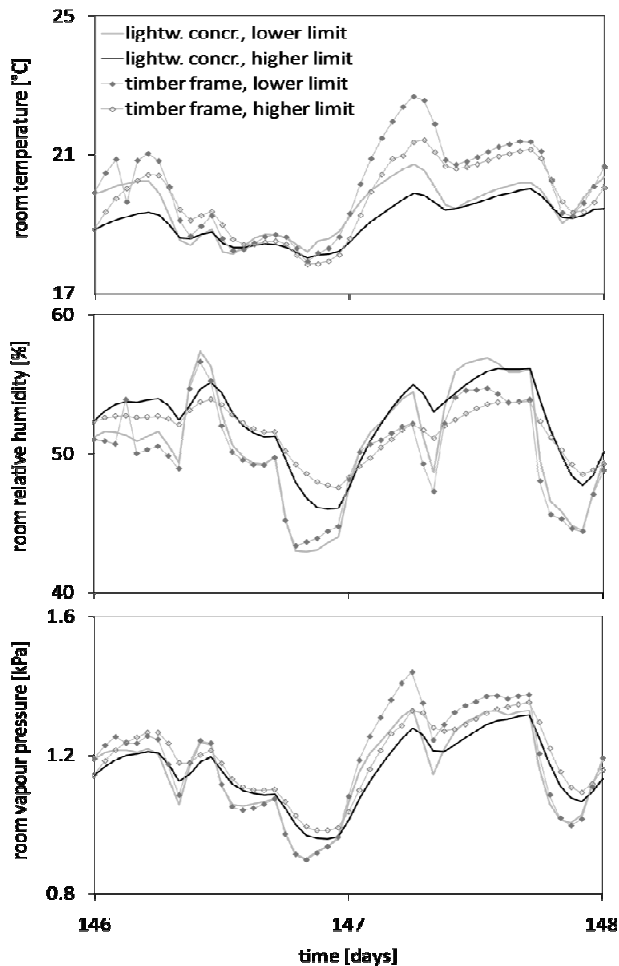 25
lightw. concr., lower limit
lightw. concr., higher limit
timber frame, lower limit
timber frame, higher limit
room temperature [°C]
21
17
60
room relative humidity [%]
50
40
1.6
room vapour pressure [kPa]
1.2
0.8
146
147
148
time [days]